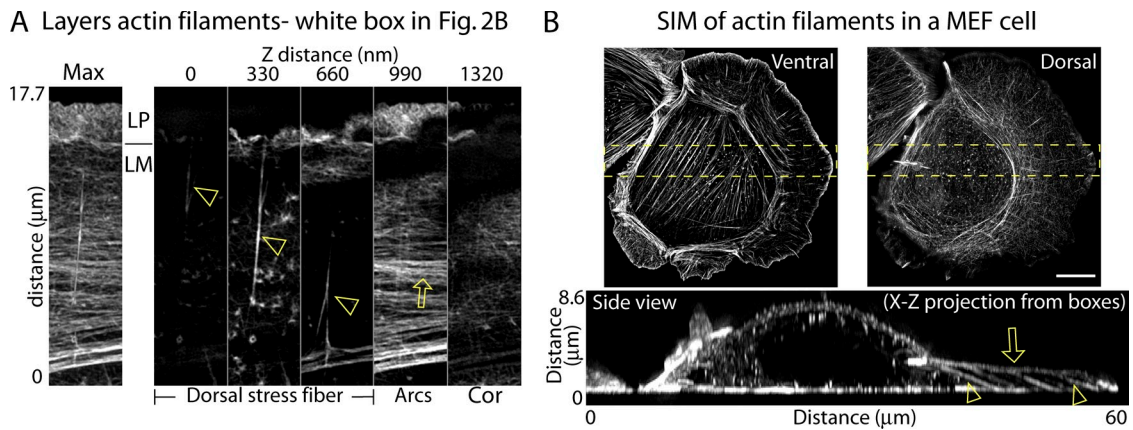 A Layers actin filaments- white box in Fig. 2B
Z distance (nm)
Max 0 330 660 990 1320
17.7
LP
LM
distance (μm)
0
Dorsal stress fiber Arcs Cor
B SIM of actin filaments in a MEF cell
Ventral
Dorsal
8.6 Side view (X-Z projection from boxes)
Distance
(μm)
0
0 Distance (μm) 60